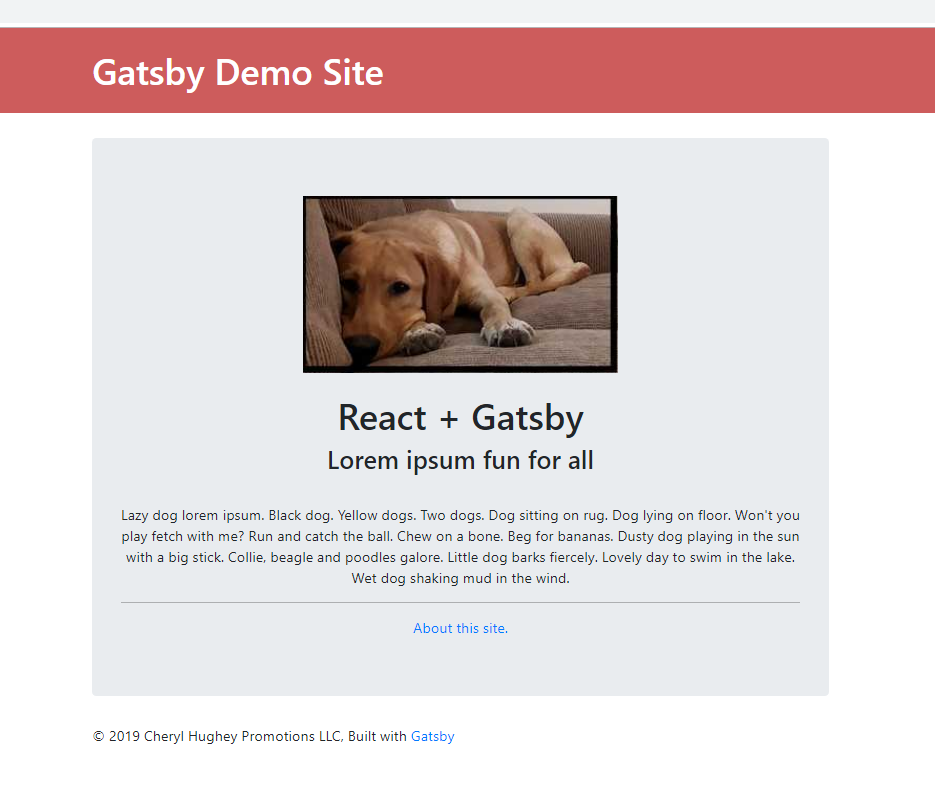 Gatsby Demo Site
React + Gatsby
Lorem ipsum fun for all
Lazy dog lorem ipsum. Black dog. Yellow dogs. Two dogs. Dog sitting on rug. Dog lying on floor. Won't you
play fetch with me? Run and catch the ball. Chew on a bone. Beg for bananas. Dusty dog playing in the sun
with a big stick. Collie, beagle and poodles galore. Little dog barks fiercely. Lovely day to swim in the lake.
Wet dog shaking mud in the wind.
About this site.
© 2019 Cheryl Hughey Promotions LLC, Built with Gatsby